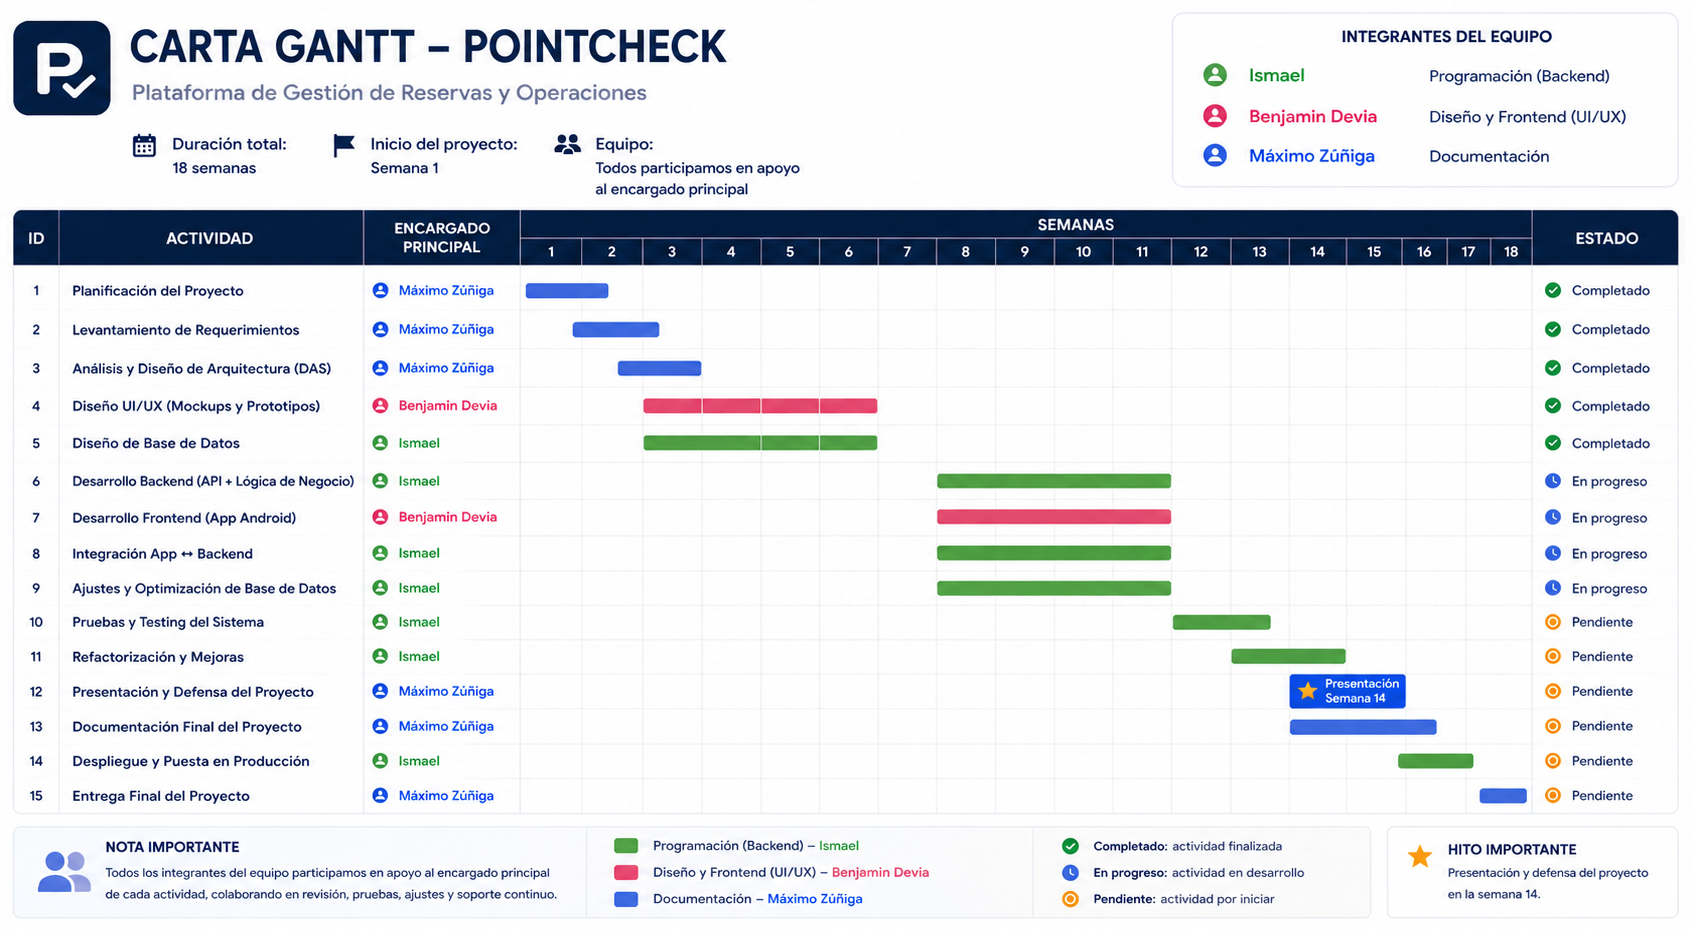 CARTA GANTT – POINTCHECK
Plataforma de Gestión de Reservas y Operaciones
Duración total:
18 semanas
Inicio del proyecto:
Semana 1
Equipo:
Todos participamos en apoyo
al encargado principal
INTEGRANTES DEL EQUIPO
Ismael Programación (Backend)
Benjamin Devia Diseño y Frontend (UI/UX)
Máximo Zúñiga Documentación
ID ACTIVIDAD ENCARGADO PRINCIPAL SEMANAS ESTADO
1 2 3 4 5 6 7 8 9 10 11 12 13 14 15 16 17 18
1 Planificación del Proyecto Máximo Zúñiga Completado
2 Levantamiento de Requerimientos Máximo Zúñiga Completado
3 Análisis y Diseño de Arquitectura (DAS) Máximo Zúñiga Completado
4 Diseño UI/UX (Mockups y Prototipos) Benjamin Devia Completado
5 Diseño de Base de Datos Ismael Completado
6 Desarrollo Backend (API + Lógica de Negocio) Ismael En progreso
7 Desarrollo Frontend (App Android) Benjamin Devia En progreso
8 Integración App ↔ Backend Ismael En progreso
9 Ajustes y Optimización de Base de Datos Ismael En progreso
10 Pruebas y Testing del Sistema Ismael Pendiente
11 Refactorización y Mejoras Ismael Pendiente
12 Presentación y Defensa del Proyecto Máximo Zúñiga Presentación Semana 14 Pendiente
13 Documentación Final del Proyecto Máximo Zúñiga Pendiente
14 Despliegue y Puesta en Producción Ismael Pendiente
15 Entrega Final del Proyecto Máximo Zúñiga Pendiente
NOTA IMPORTANTE
Todos los integrantes del equipo participamos en apoyo al encargado principal
de cada actividad, colaborando en revisión, pruebas, ajustes y soporte continuo.
Programación (Backend) – Ismael
Diseño y Frontend (UI/UX) – Benjamin Devia
Documentación – Máximo Zúñiga
Completado: actividad finalizada
En progreso: actividad en desarrollo
Pendiente: actividad por iniciar
HITO IMPORTANTE
Presentación y defensa del proyecto
en la semana 14.